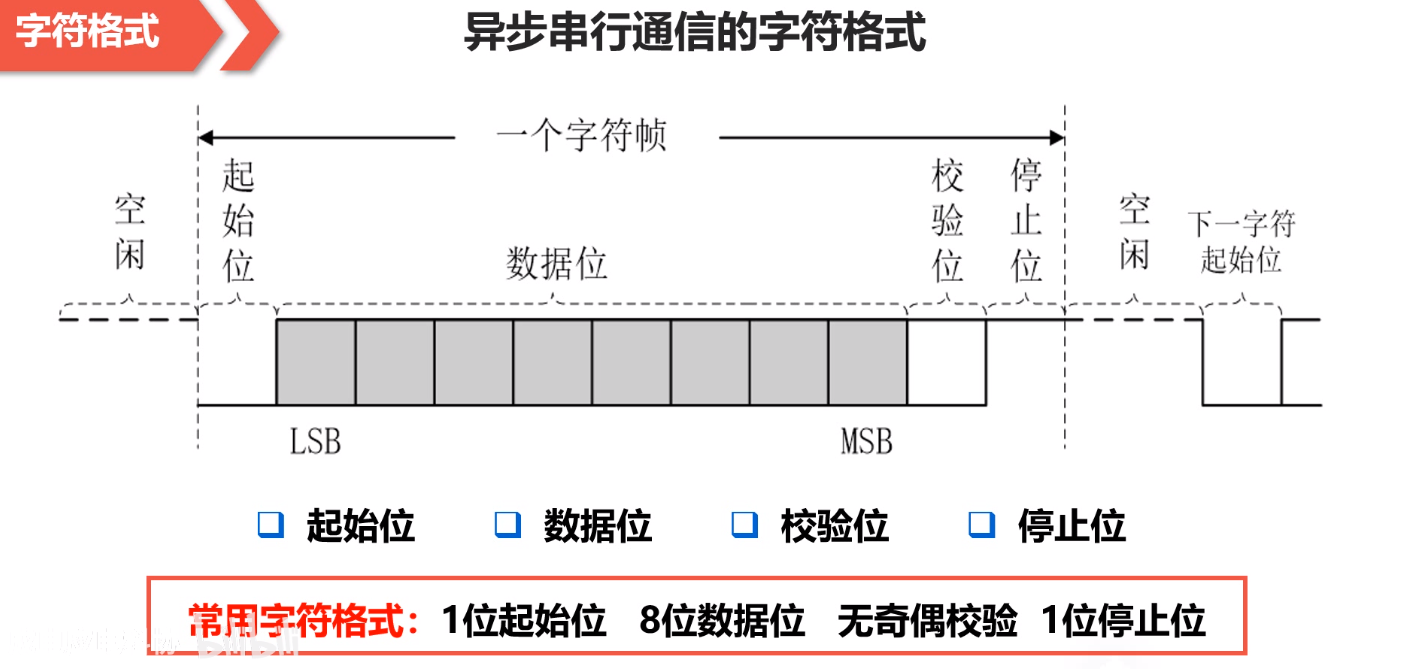 字符格式
异步串行通信的字符格式
一个字符帧
空闲
起始位
数据位
校验位
停止位
空闲
下一字符
起始位
LSB
MSB
起始位 数据位 校验位 停止位
常用字符格式：1位起始位 8位数据位 无奇偶校验 1位停止位